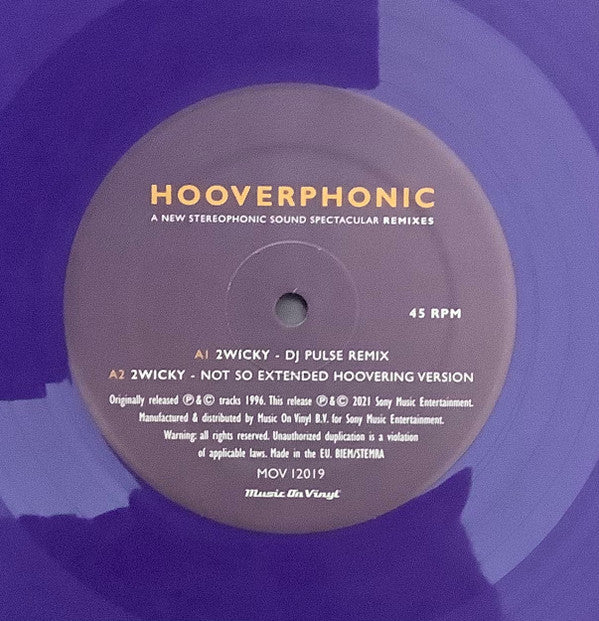 HOOVERPHONIC
A NEW STEREOPHONIC SOUND SPECTACULAR REMIXES
45 RPM
A1 2WICKY - DJ PULSE REMIX
A2 2WICKY - NOT SO EXTENDED HOOVERING VERSION
Originally released ℗&© tracks 1996. This release ℗&© 2021 Sony Music Entertainment.
Manufactured & distributed by Music On Vinyl B.V. for Sony Music Entertainment.
Warning: all rights reserved. Unauthorized duplication is a violation
of applicable laws. Made in the EU. BIEM/STEMRA
MOV 12019
Music On Vinyl